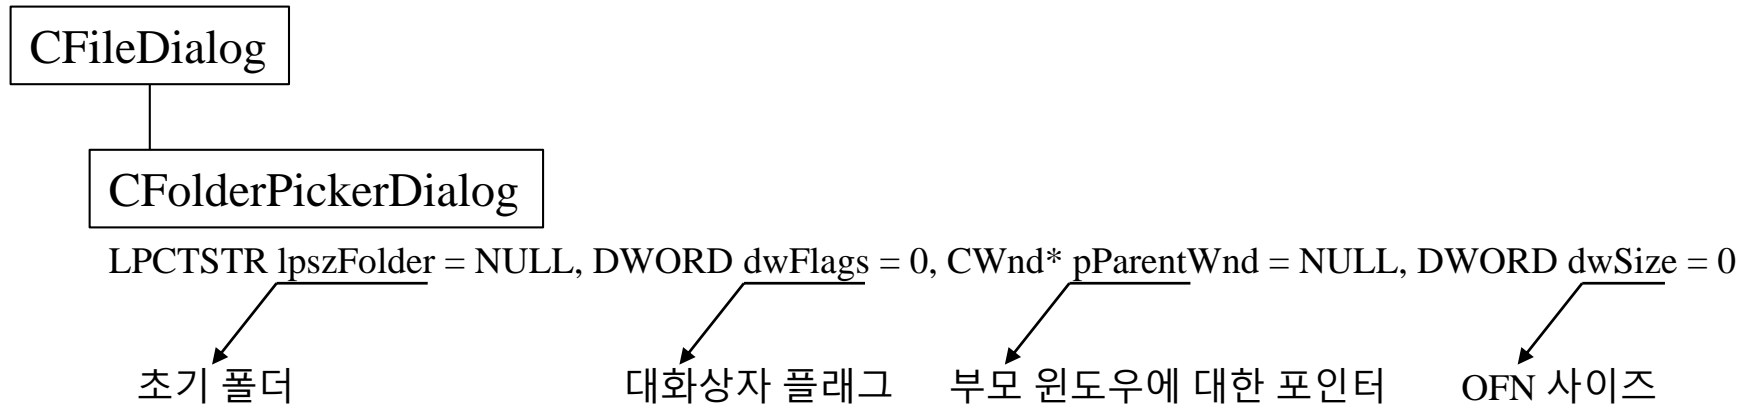 CFileDialog
CFolderPickerDialog
LPCTSTR lpszFolder = NULL, DWORD dwFlags = 0, CWnd* pParentWnd = NULL, DWORD dwSize = 0
초기 폴더 대화상자 플래그 부모 윈도우에 대한 포인터 OFN 사이즈